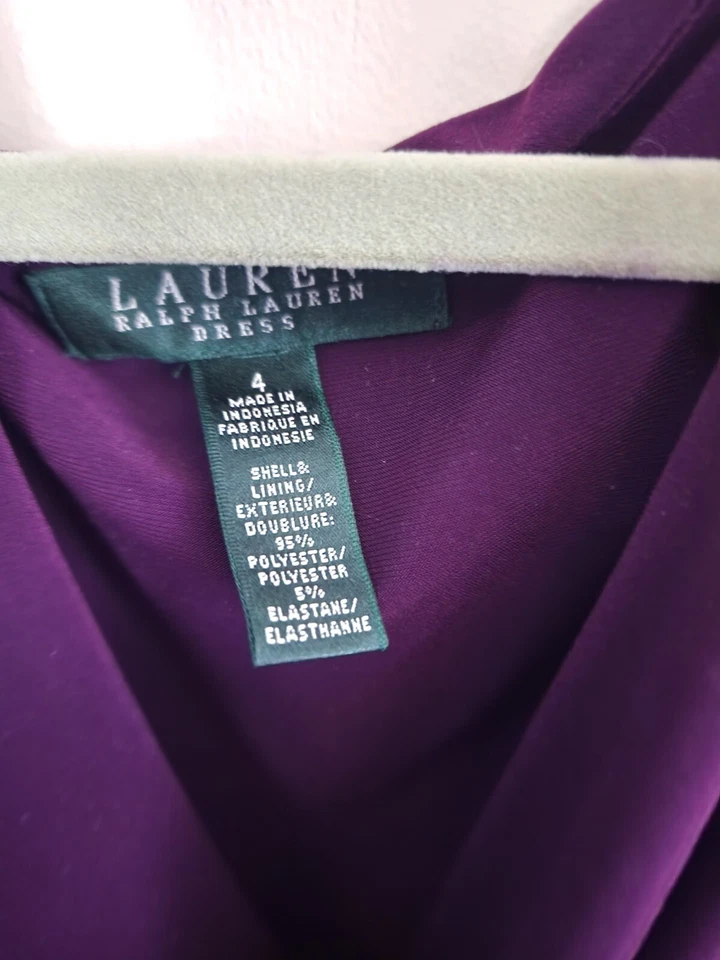 LAUREN
RALPH LAUREN
DRESS
4
MADE IN
INDONESIA
FABRIQUE EN
INDONESIE
SHELL&
LINING/
EXTERIEUR&
DOUBLURE:
95%
POLYESTER/
POLYESTER
5%
ELASTANE/
ELASTHANNE